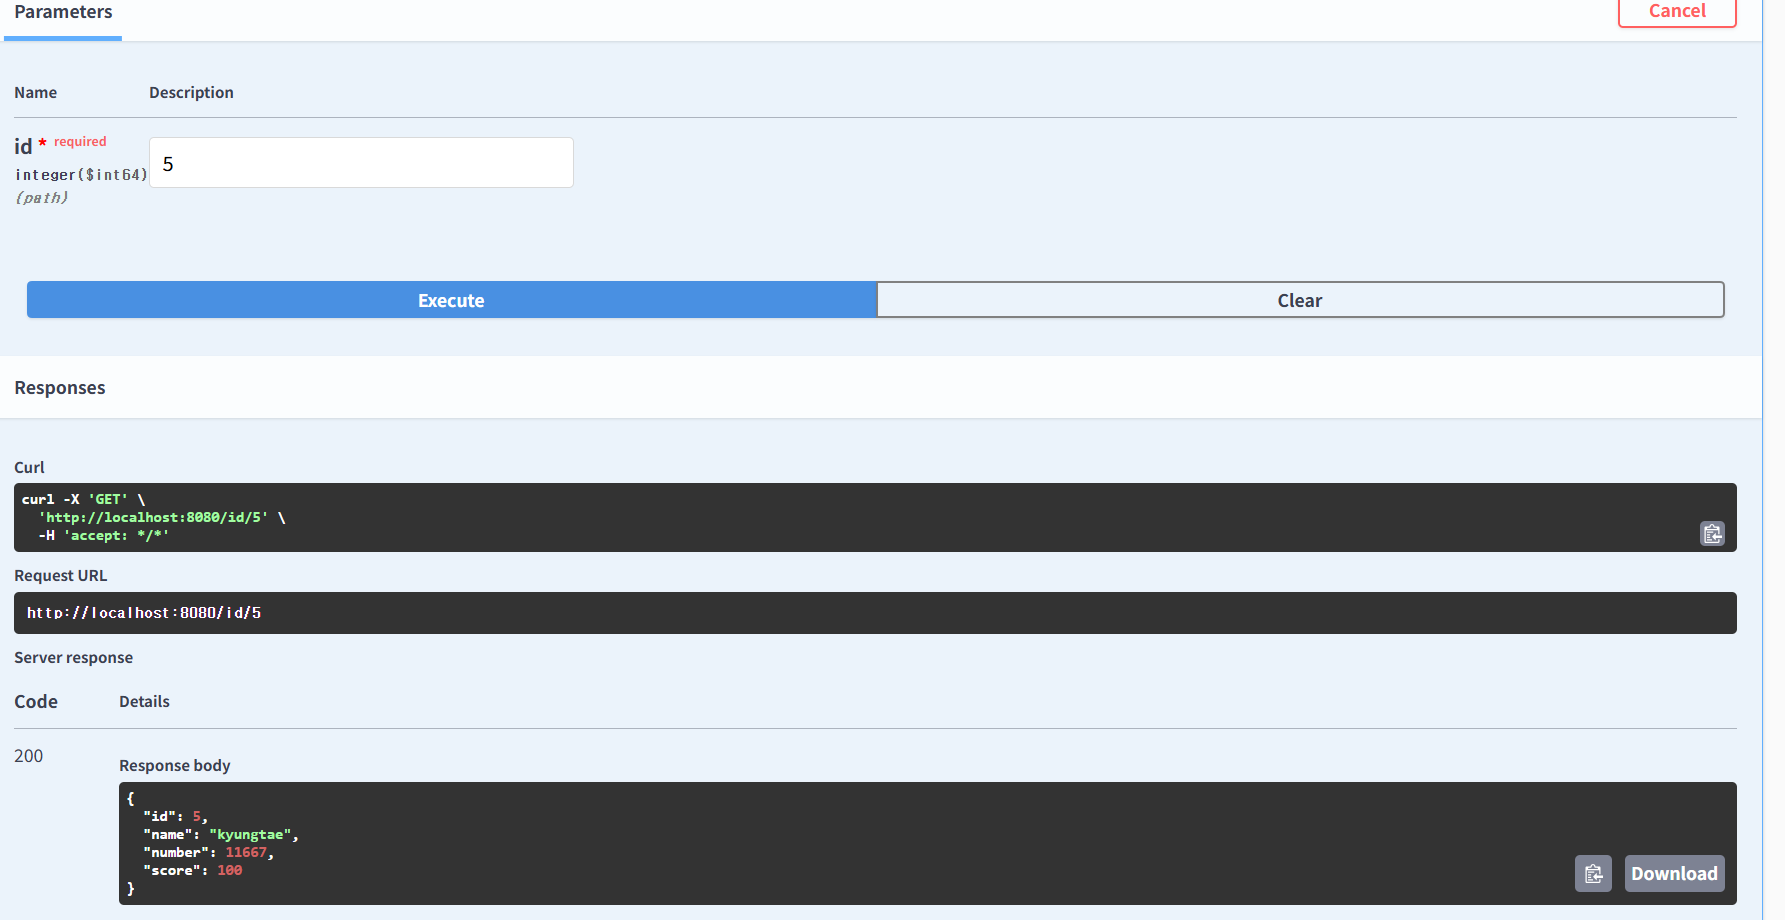 Parameters
Cancel
Name Description
id * required
integer($int64)
(path)
5
Execute
Clear
Responses
Curl
curl -X 'GET' \
  'http://localhost:8080/id/5' \
  -H 'accept: */*'
Request URL
http://localhost:8080/id/5
Server response
Code Details
200
Response body
{
  "id": 5,
  "name": "kyungtae",
  "number": 11667,
  "score": 100
}
Download